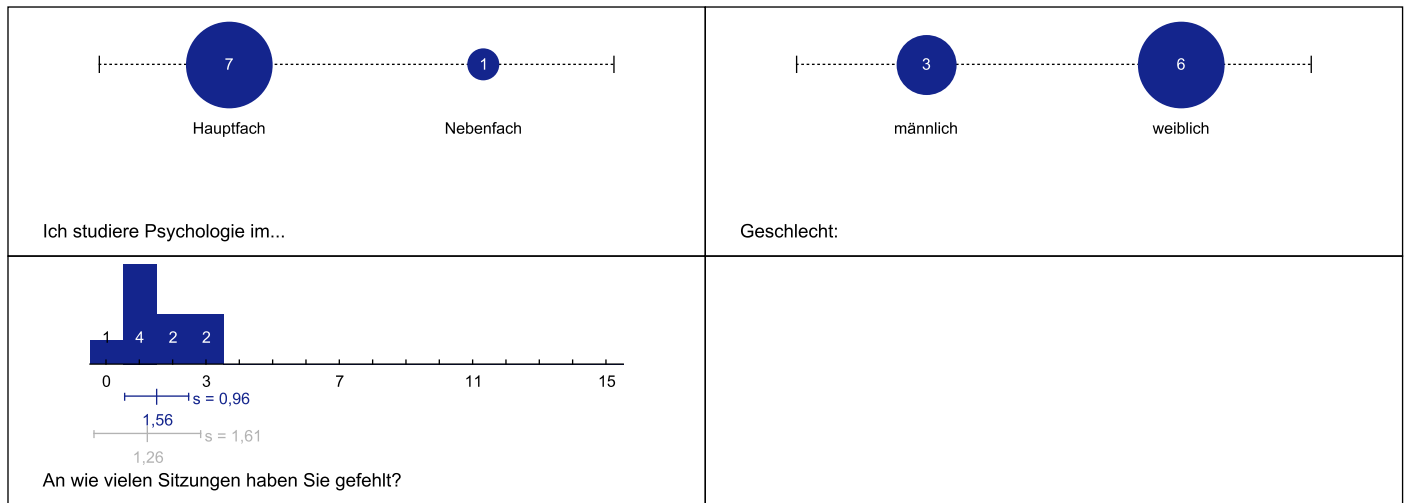 7
1
Hauptfach
Nebenfach
Ich studiere Psychologie im...
3
6
männlich
weiblich
Geschlecht:
1
4
2
2
0
3
7
11
15
s = 0,96
1,56
s = 1,61
1,26
An wie vielen Sitzungen haben Sie gefehlt?